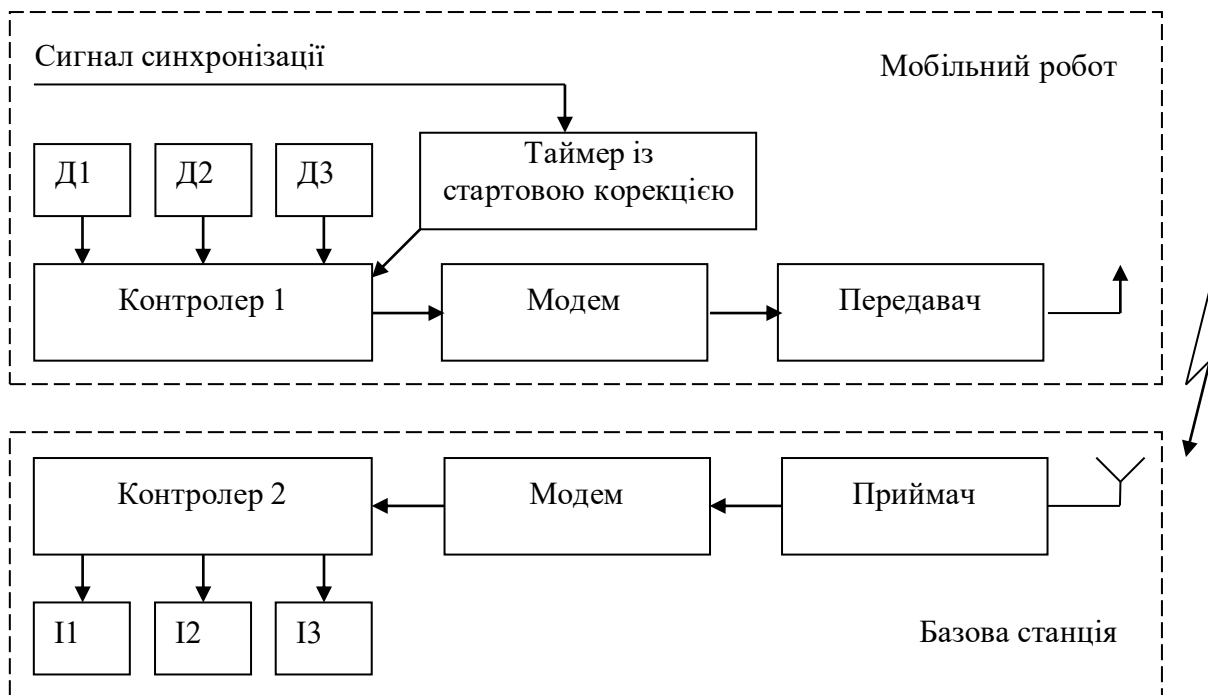 Сигнал синхронізації
Мобільний робот
Таймер із
стартовою корекцією
Д1 Д2 Д3
Контролер 1 Модем Передавач
Контролер 2 Модем Приймач
І1 І2 І3
Базова станція